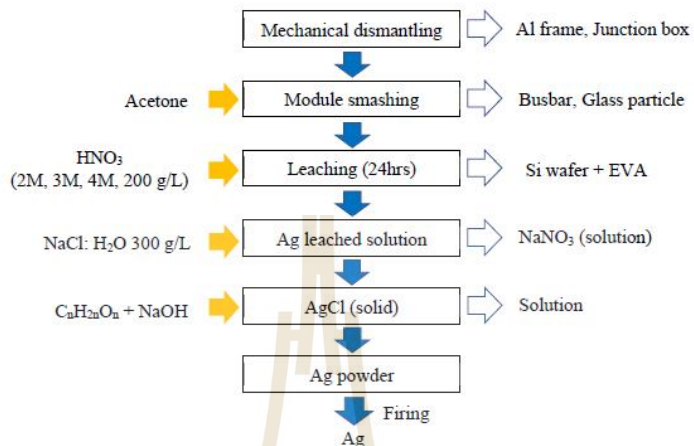 Mechanical dismantling
Al frame, Junction box
Acetone
Module smashing
Busbar, Glass particle
HNO₃
(2M, 3M, 4M, 200 g/L)
Leaching (24hrs)
Si wafer + EVA
NaCl: H₂O 300 g/L
Ag leached solution
NaNO₃ (solution)
CₙH₂ₙOₙ + NaOH
AgCl (solid)
Solution
Ag powder
Firing
Ag